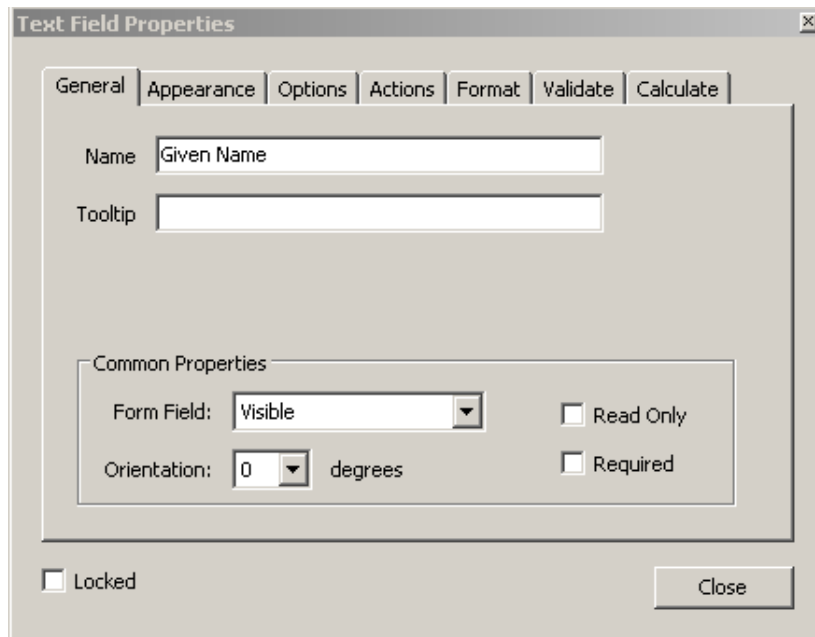 Text Field Properties
General Appearance Options Actions Format Validate Calculate
Name Given Name
Tooltip
Common Properties
Form Field: Visible Read Only
Orientation: 0 degrees Required
Locked Close